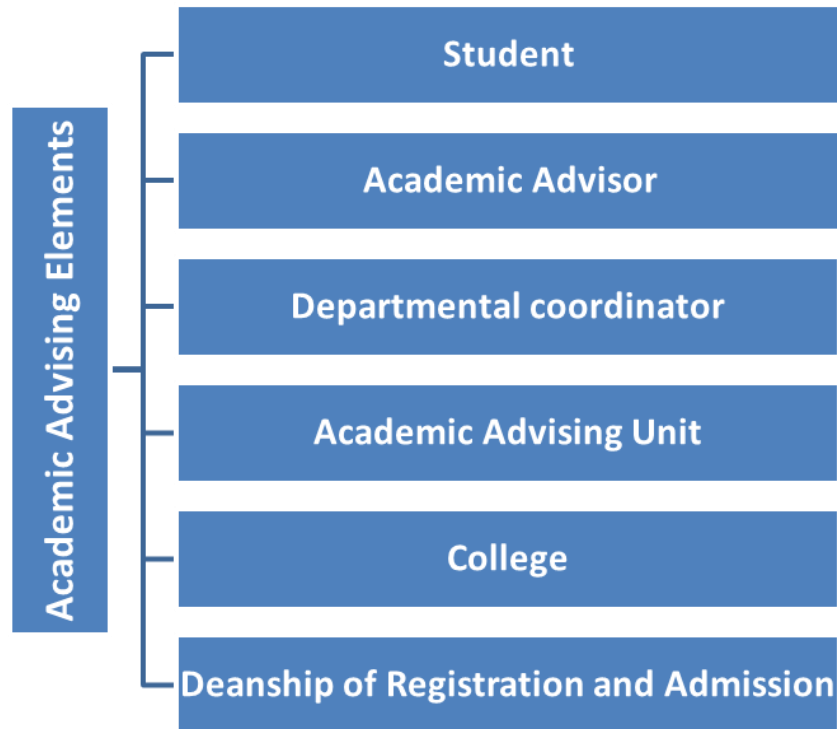 Academic Advising Elements
Student
Academic Advisor
Departmental coordinator
Academic Advising Unit
College
Deanship of Registration and Admission